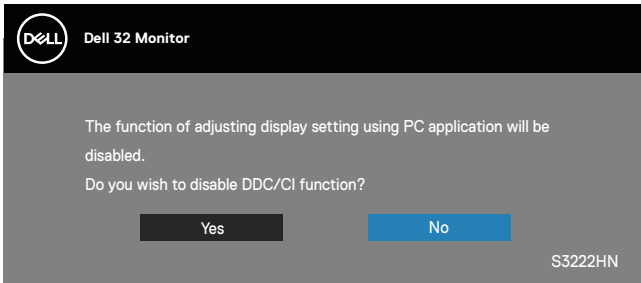 DELL
Dell 32 Monitor
The function of adjusting display setting using PC application will be
disabled.
Do you wish to disable DDC/CI function?
Yes No
S3222HN